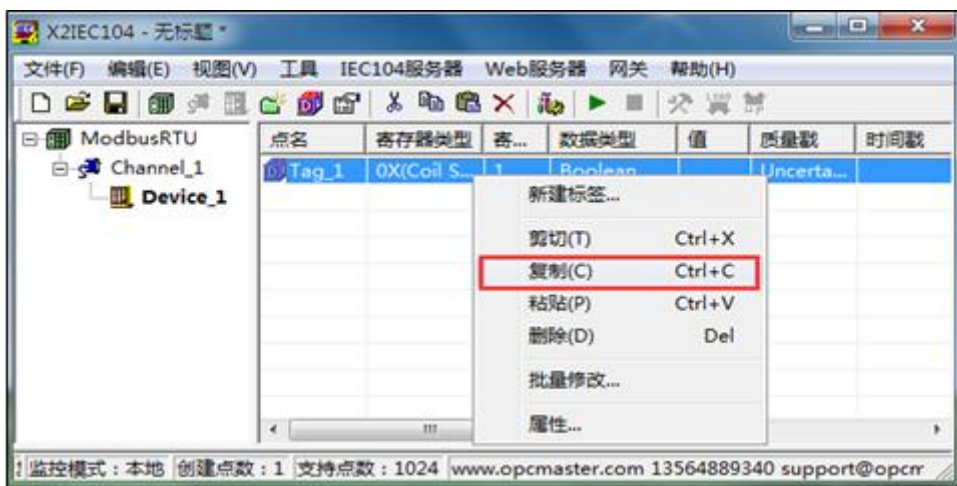 X2IEC104 - 无标题 *
文件(F) 编辑(E) 视图(V) 工具 IEC104服务器 Web服务器 网关 帮助(H)
ModbusRTU
Channel_1
Device_1
点名 寄存器类型 寄... 数据类型 值 质量戳 时间戳
Tag_1 0X(Coil S... 1 Boolean Uncerta...
新建标签...
剪切(T) Ctrl+X
复制(C) Ctrl+C
粘贴(P) Ctrl+V
删除(D) Del
批量修改...
属性...
监控模式：本地 创建点数：1 支持点数：1024 www.opcmaster.com 13564889340 support@opcm